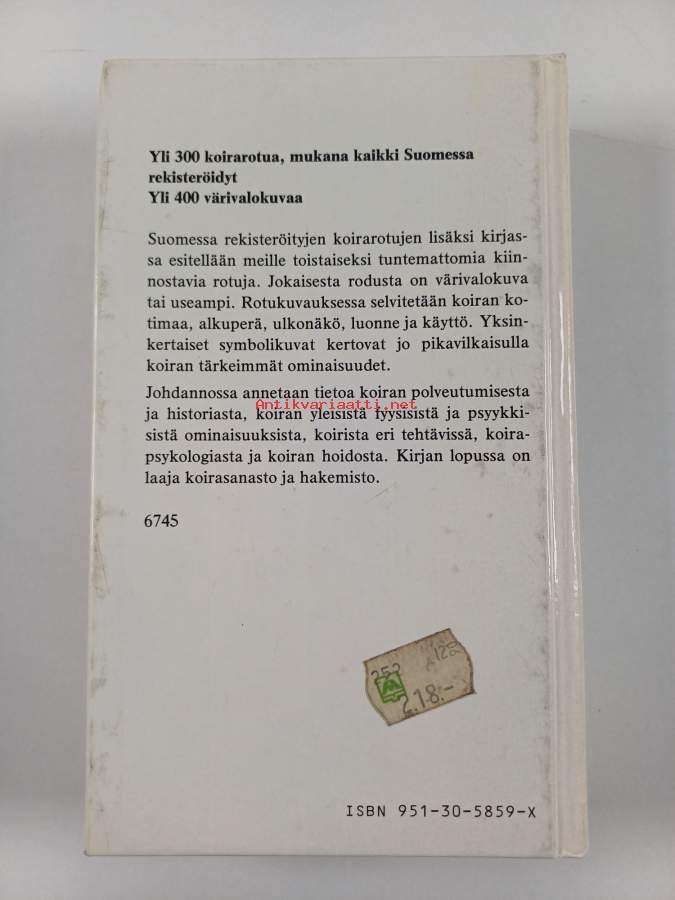 Yli 300 koirarotua, mukana kaikki Suomessa
rekisteröidyt
Yli 400 värivalokuvaa
Suomessa rekisteröityjen koirarotujen lisäksi kirjas-
sa esitellään meille toistaiseksi tuntemattomia kiin-
nostavia rotuja. Jokaisesta rodusta on värivalokuva
tai useampi. Rotukuvauksessa selvitetään koiran ko-
timaa, alkuperä, ulkonäkö, luonne ja käyttö. Yksin-
kertaiset symbolikuvat kertovat jo pikavilkaisulla
koiran tärkeimmät ominaisuudet.
Johdannossa annetaan tietoa koiran polveutumisesta
Antikvariaatti.net
ja historiasta, koiran yleisistä fyysisistä ja psyykki-
sistä ominaisuuksista, koirista eri tehtävissä, koira-
psykologiasta ja koiran hoidosta. Kirjan lopussa on
laaja koirasanasto ja hakemisto.
6745
252
218.-
ISBN 951-30-5859-X